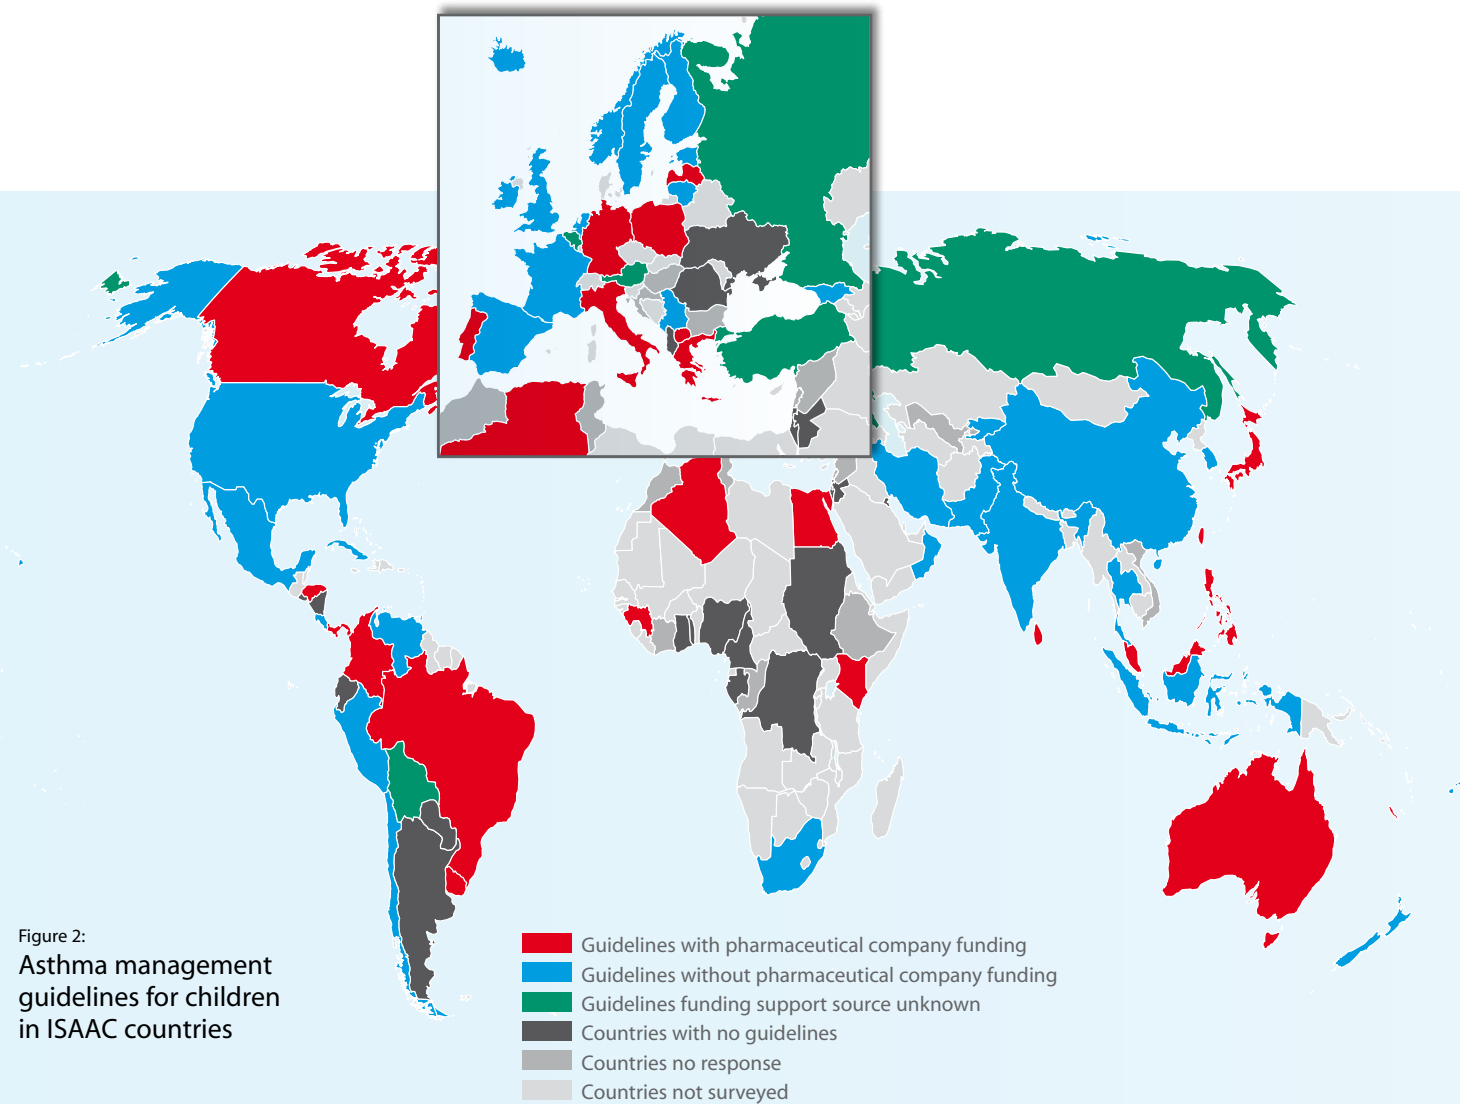 Figure 2:
Asthma management
guidelines for children
in ISAAC countries
Guidelines with pharmaceutical company funding
Guidelines without pharmaceutical company funding
Guidelines funding support source unknown
Countries with no guidelines
Countries no response
Countries not surveyed